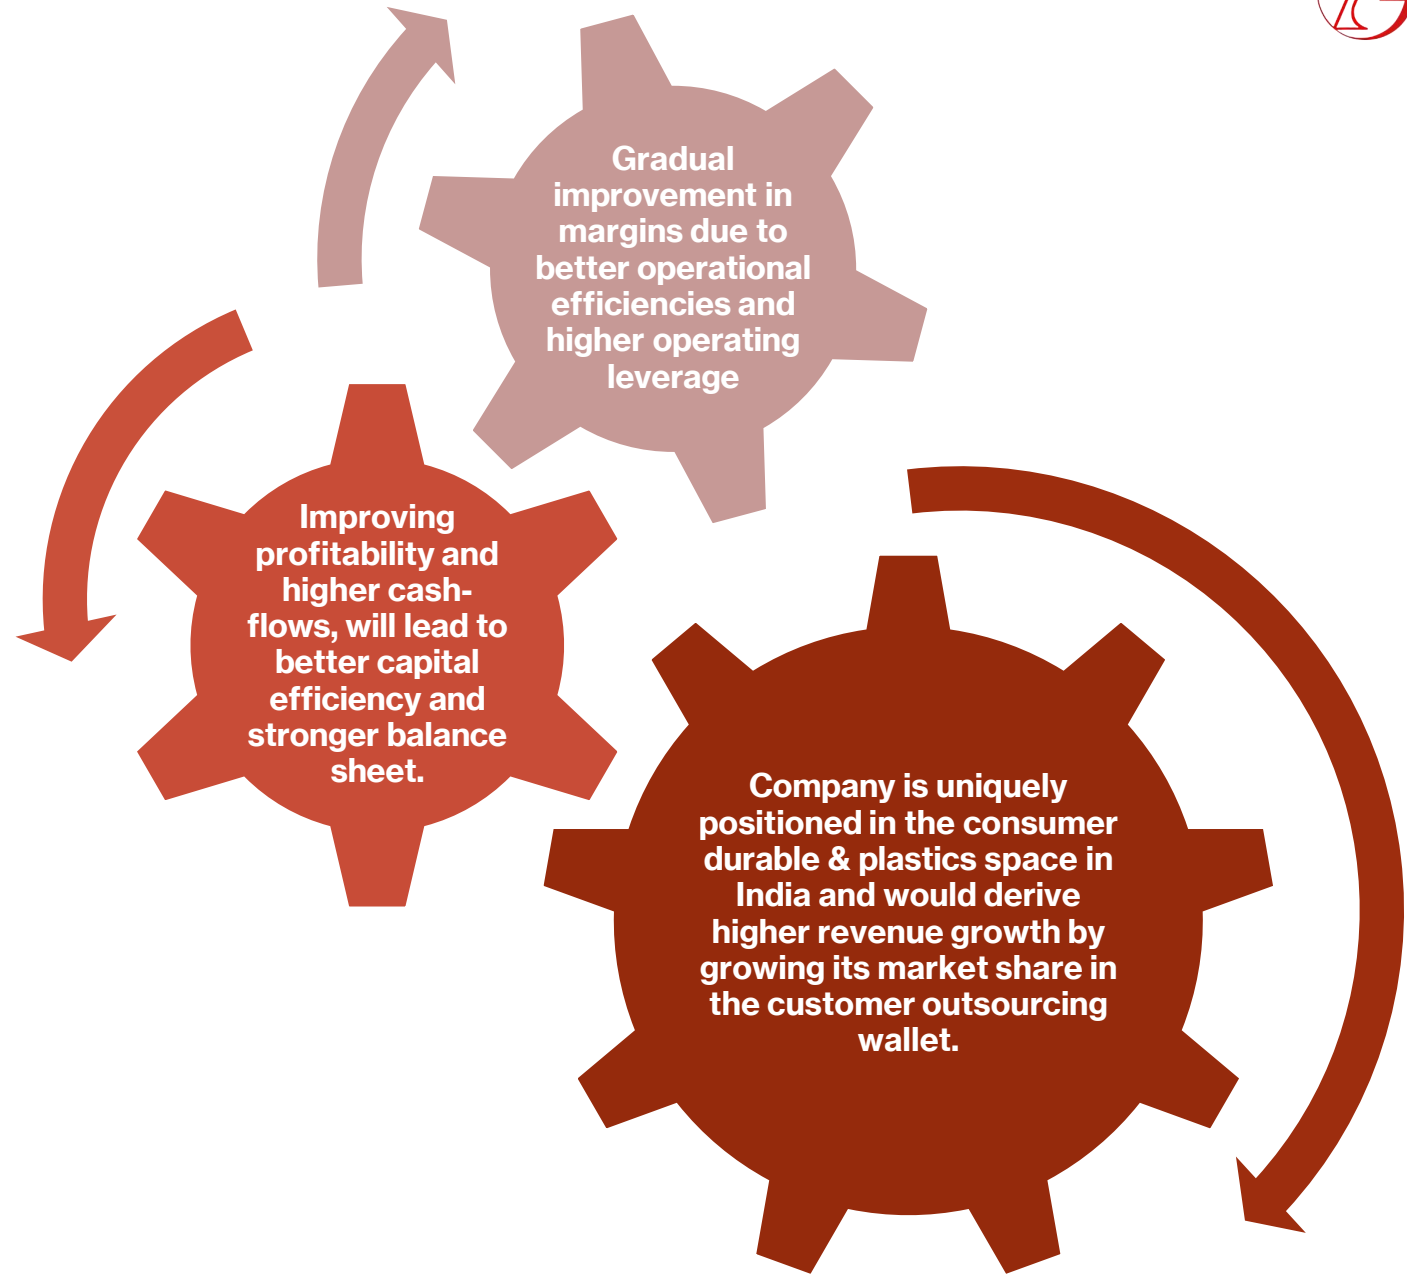 Gradual
improvement in
margins due to
better operational
efficiencies and
higher operating
leverage
Improving
profitability and
higher cash-
flows, will lead to
better capital
efficiency and
stronger balance
sheet.
Company is uniquely
positioned in the consumer
durable & plastics space in
India and would derive
higher revenue growth by
growing its market share in
the customer outsourcing
wallet.